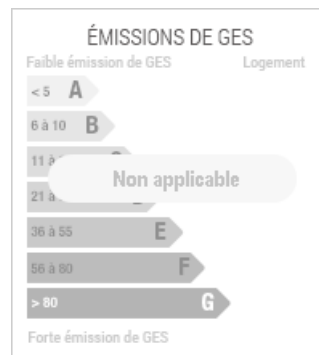 ÉMISSIONS DE GES
Faible émission de GES Logement
< 5 A
6 à 10 B
11 à
Non applicable
21 à
36 à 55 E
56 à 80 F
> 80 G
Forte émission de GES